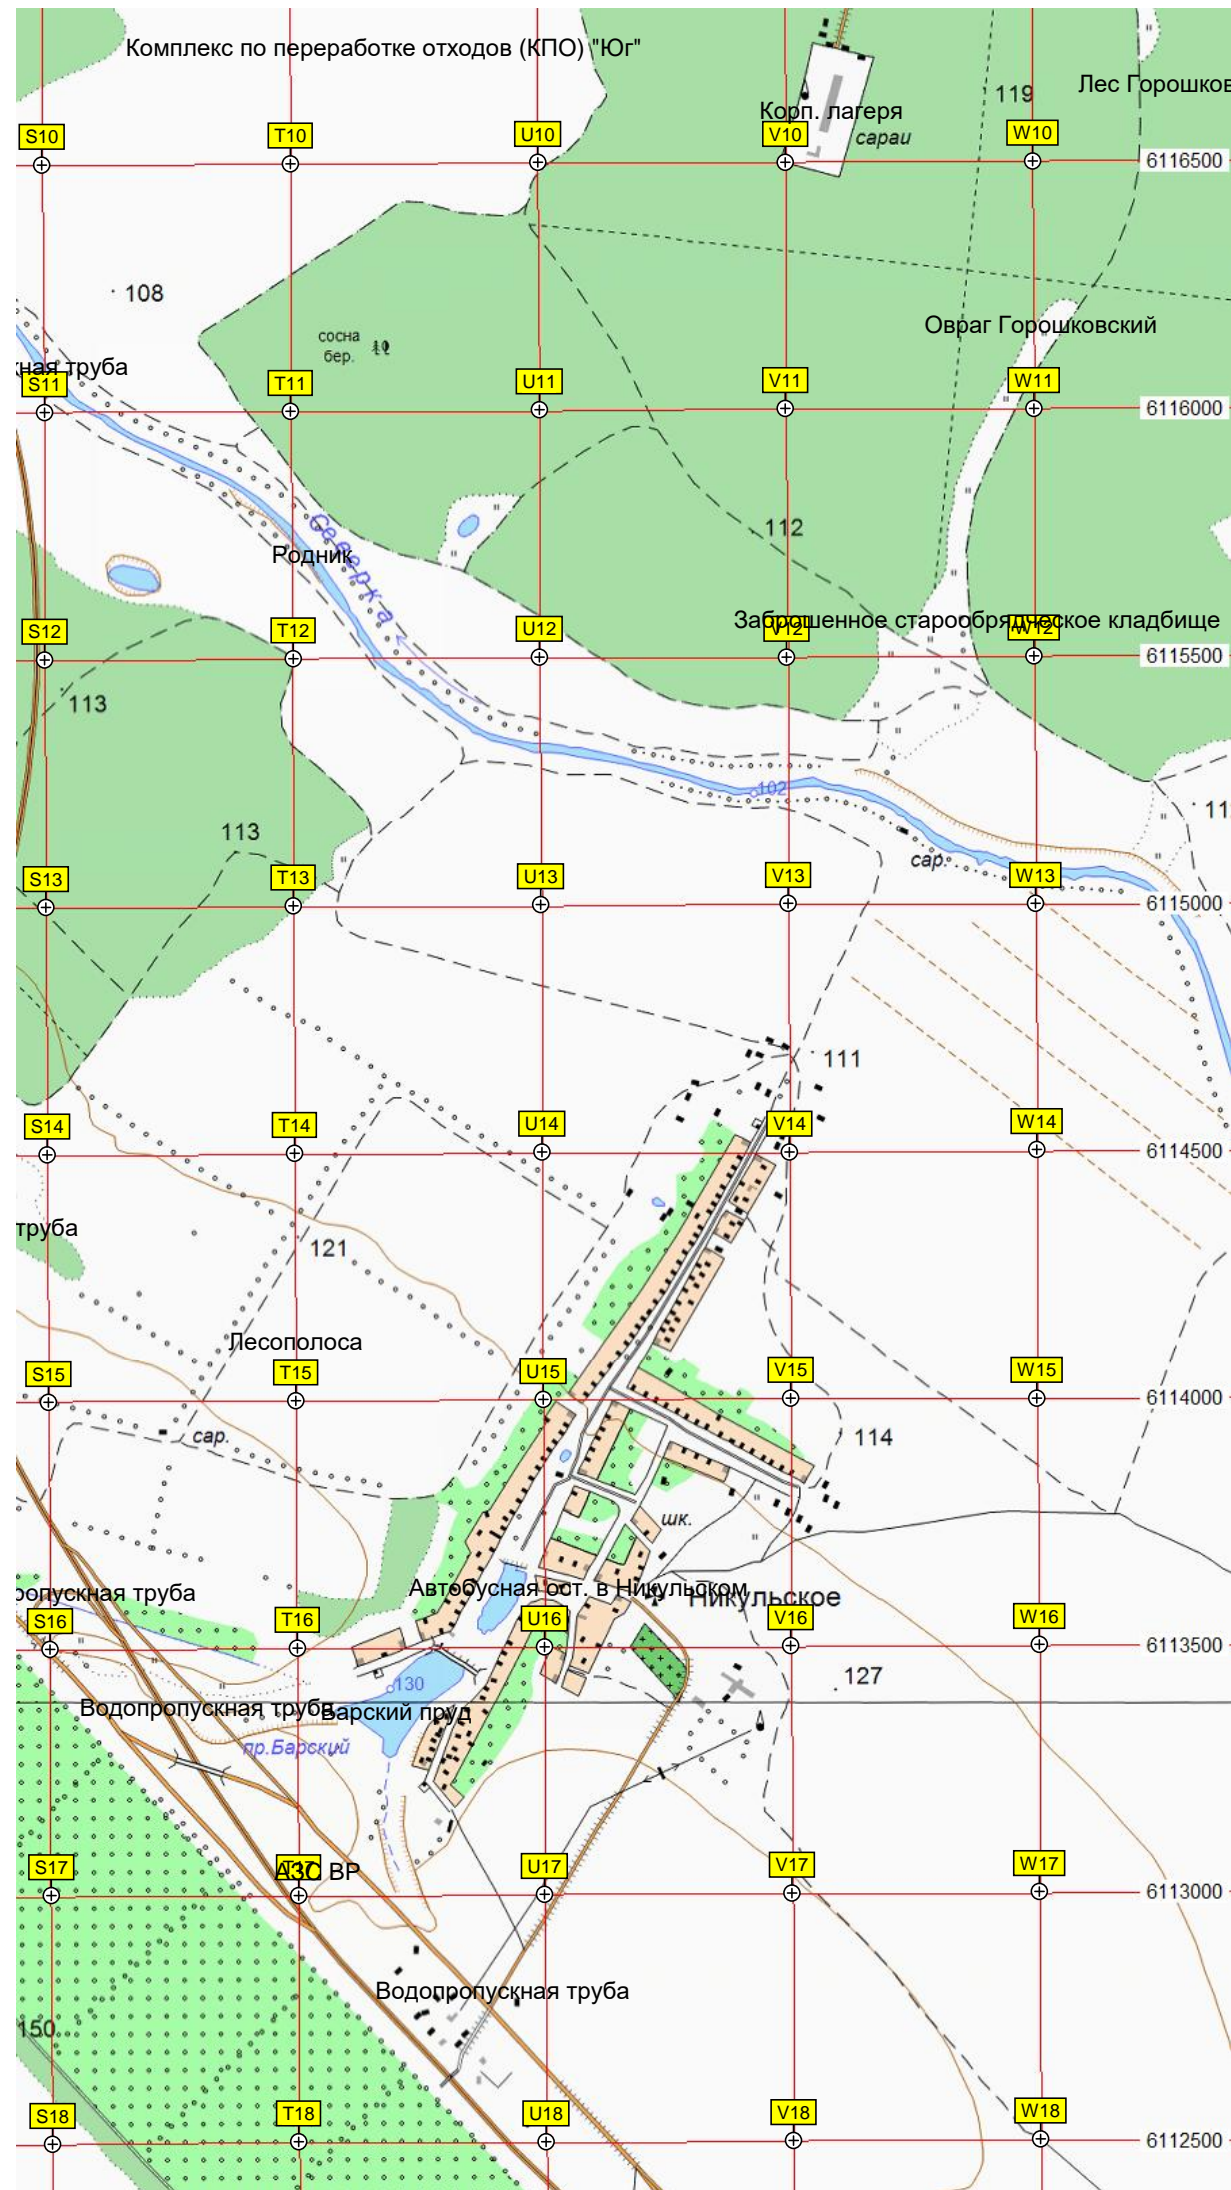 Комплекс по переработке отходов (КПО) "Юг"
119
Лес Горошков
Корп. лагеря
сараи
S10
T10
U10
V10
W10
6116500
108
сосна
бер.
Овраг Горошковский
ная труба
S11
T11
U11
V11
W11
6116000
Северка
112
Родник
Заброшенное старообрядческое кладбище
S12
T12
U12
V12
W12
6115500
113
102
11
113
сар.
S13
T13
U13
V13
W13
6115000
111
S14
T14
U14
V14
W14
6114500
труба
121
Лесополоса
S15
T15
U15
V15
W15
6114000
сар.
114
шк.
опускная труба
Автобусная ост. в Никульском
Никульское
S16
T16
U16
V16
W16
6113500
130
127
Водопропускная труба
Барский пруд
пр.Барский
АЗС BP
S17
T17
U17
V17
W17
6113000
Водопропускная труба
150
S18
T18
U18
V18
W18
6112500